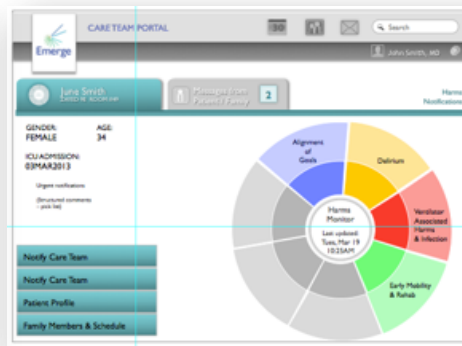 CARE TEAM PORTAL
30
Search
Emerge
John Smith, MD
June Smith
Messages from
Patient / Family
2
Harms
Notifications
GENDER:
FEMALE
AGE:
34
ICU ADMISSION:
03MAR2013
Urgent notifications
(Structured comments
- pick list)
Alignment
of
Goals
Delirium
Ventilator
Associated
Harms
& Infection
Early Mobility
& Rehab
Harms
Monitor
Last updated:
Tues, Mar 19
10:25AM
Notify Care Team
Notify Care Team
Patient Profile
Family Members & Schedule